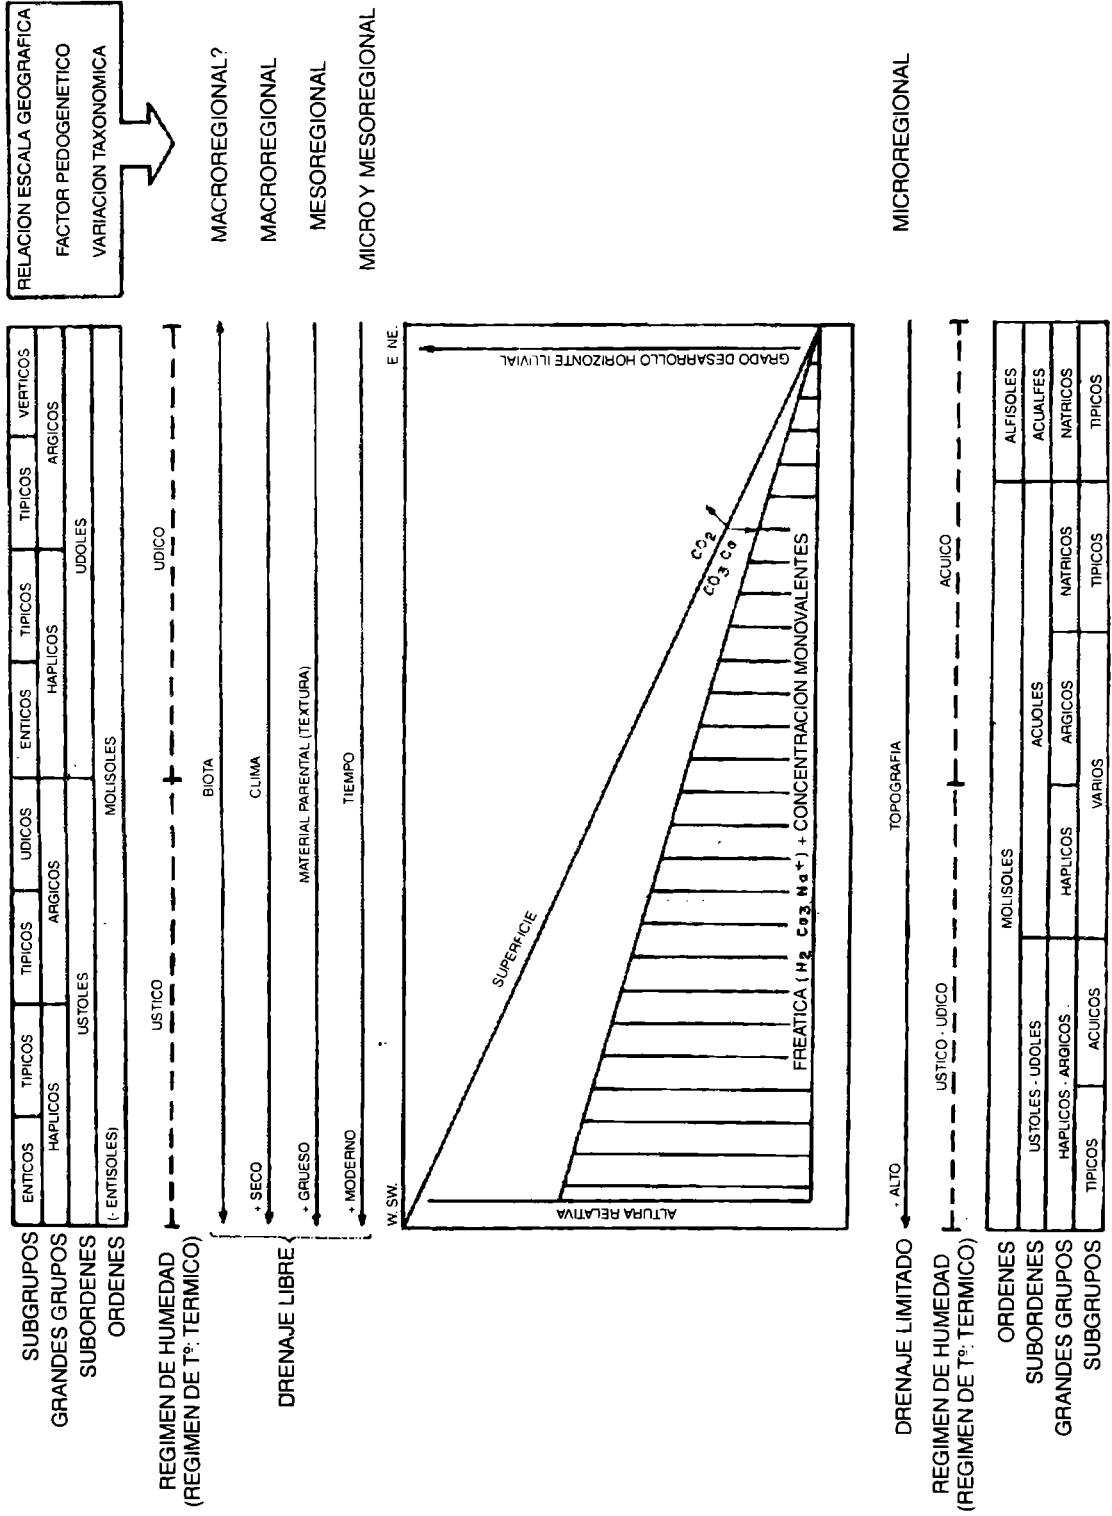 RELACION ESCALA GEOGRAFICA
FACTOR PEDOGENETICO
VARIACION TAXONOMICA
SUBGRUPOS ENTICOS TIPICOS TIPICOS UDICOS ENTICOS TIPICOS TIPICOS VERTICOS
GRANDES GRUPOS HAPLICOS ARGICOS HAPLICOS ARGICOS
SUBORDENES USTOLES UDOLES
ORDENES (- ENTISOLES) MOLISOLES
REGIMEN DE HUMEDAD USTICO UDICO
(REGIMEN DE Tº: TERMICO)
BIOTA MACROREGIONAL?
DRENAJE LIBRE
+ SECO CLIMA MACROREGIONAL
+ GRUESO MATERIAL PARENTAL (TEXTURA) MESOREGIONAL
+ MODERNO TIEMPO MICRO Y MESOREGIONAL
W. SW. E NE.
GRADO DESARROLLO HORIZONTE ILUVIAL
SUPERFICIE
CO2
CO3 Ca
ALTURA RELATIVA
FREATICA (H2 Co3 Na+) + CONCENTRACION MONOVALENTES
DRENAJE LIMITADO + ALTO TOPOGRAFIA MICROREGIONAL
REGIMEN DE HUMEDAD USTICO - UDICO ACUICO
(REGIMEN DE Tº: TERMICO)
ORDENES MOLISOLES ALFISOLES
SUBORDENES USTOLES - UDOLES ACUOLES ACUALFES
GRANDES GRUPOS HAPLICOS - ARGICOS HAPLICOS ARGICOS NATRICOS NATRICOS
SUBGRUPOS TIPICOS ACUICOS VARIOS TIPICOS TIPICOS